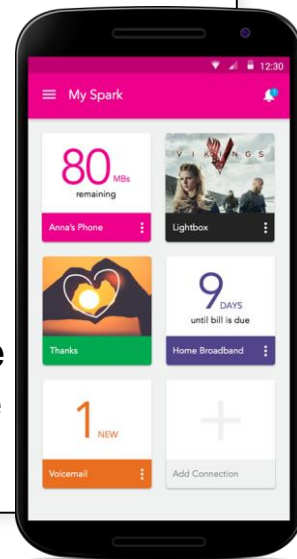 12:30
My Spark
80 MBs
remaining
Anna's Phone
VIKINGS
Lightbox
Thanks
9 DAYS
until bill is due
Home Broadband
1 NEW
Voicemail
Add Connection
e
e